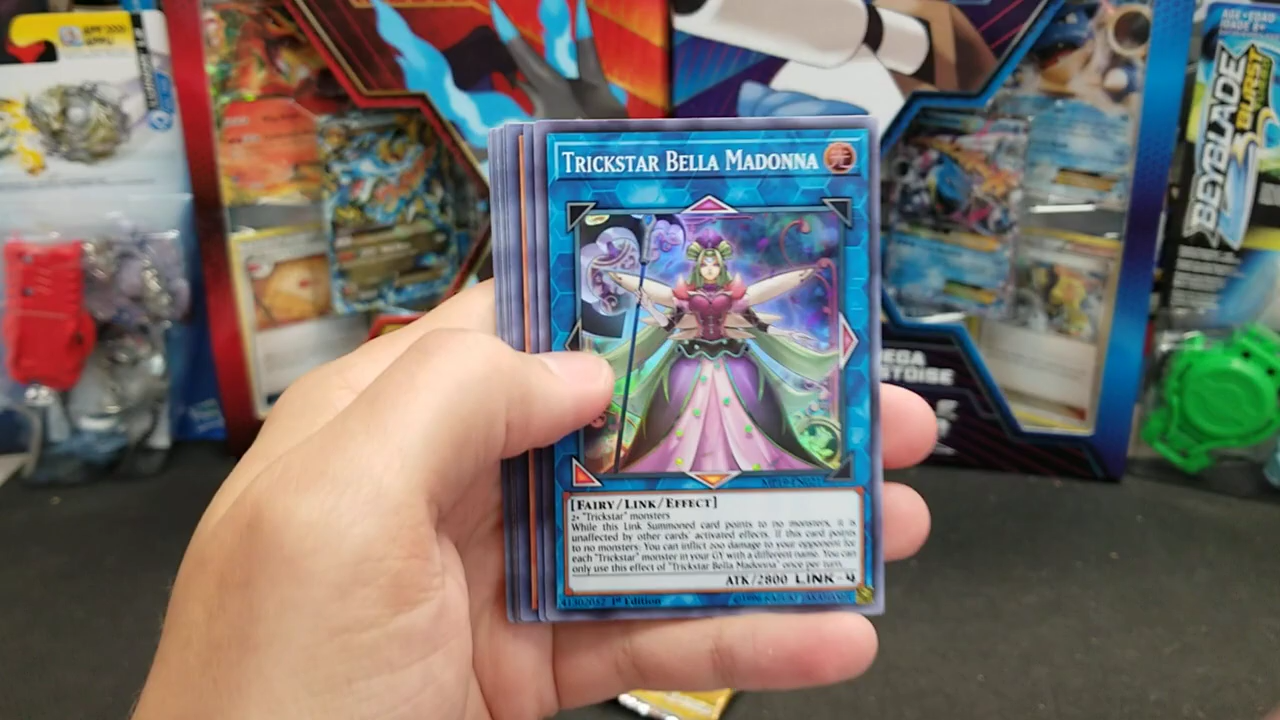 TRICKSTAR BELLA MADONNA
[FAIRY/LINK/EFFECT]
2+ "Trickstar" monsters
While this Link Summoned card points to no monsters, it is
unaffected by other cards' activated effects. If this card points
to no monsters: You can inflict 200 damage to your opponent for
each "Trickstar" monster in your GY with a different name. You can
only use this effect of "Trickstar Bella Madonna" once per turn.
ATK/2800 LINK-4
1st Edition
BEYBLADE
BURST